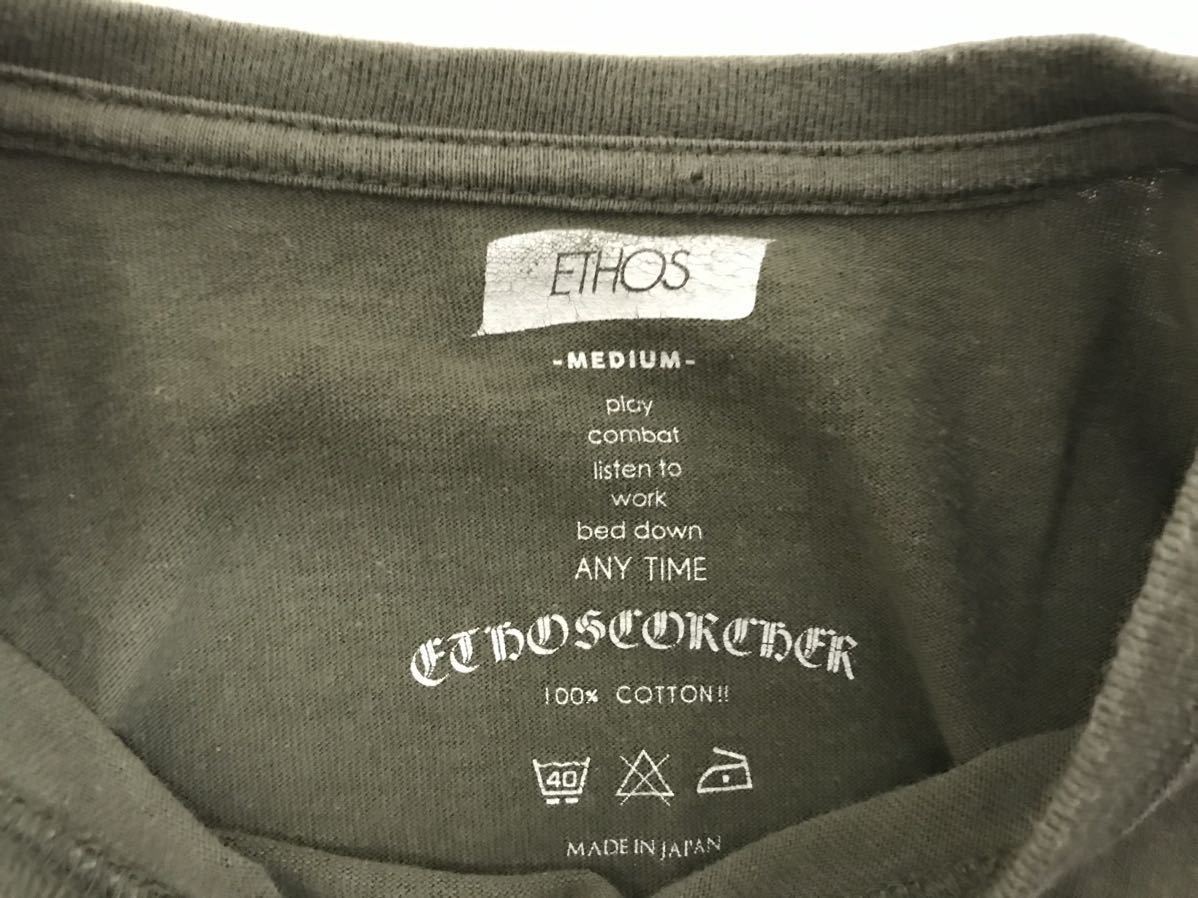 ETHOS
-MEDIUM-
play
combat
listen to
work
bed down
ANY TIME
ETHOSCORCHER
100% COTTON!!
40
MADE IN JAPAN